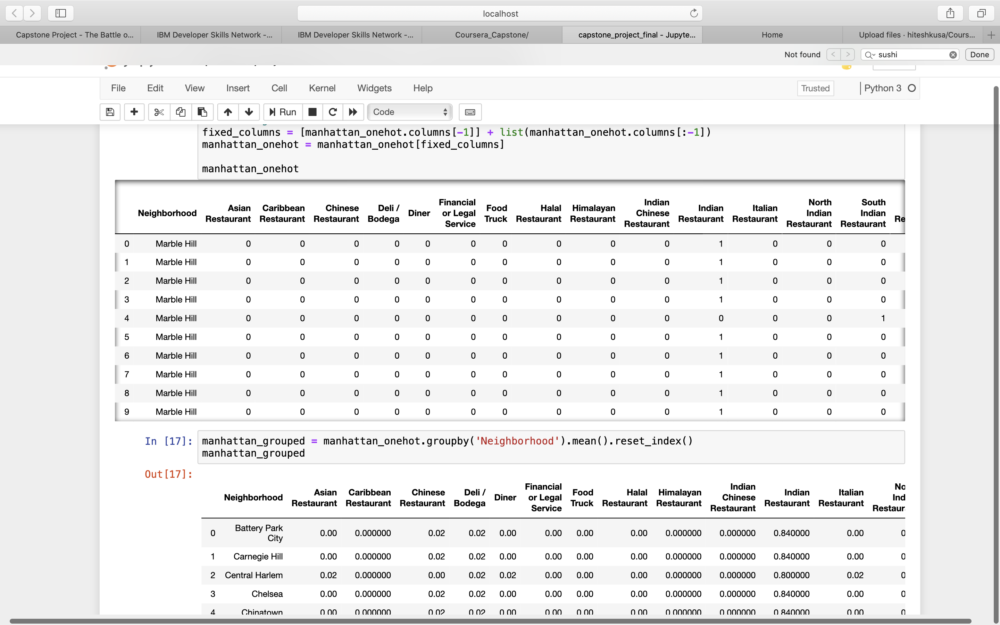 localhost
Capstone Project - The Battle o... IBM Developer Skills Network -... IBM Developer Skills Network -... Coursera_Capstone/ capstone_project_final - Jupyte... Home Upload files · hiteshkusa/Cours...
Not found sushi Done
File Edit View Insert Cell Kernel Widgets Help Trusted Python 3
Run Code
fixed_columns = [manhattan_onehot.columns[-1]] + list(manhattan_onehot.columns[:-1])
manhattan_onehot = manhattan_onehot[fixed_columns]
manhattan_onehot
Neighborhood Asian Restaurant Caribbean Restaurant Chinese Restaurant Deli / Bodega Diner Financial or Legal Service Food Truck Halal Restaurant Himalayan Restaurant Indian Chinese Restaurant Indian Restaurant Italian Restaurant North Indian Restaurant South Indian Restaurant Re
0 Marble Hill 0 0 0 0 0 0 0 0 0 0 1 0 0 0
1 Marble Hill 0 0 0 0 0 0 0 0 0 0 1 0 0 0
2 Marble Hill 0 0 0 0 0 0 0 0 0 0 1 0 0 0
3 Marble Hill 0 0 0 0 0 0 0 0 0 0 1 0 0 0
4 Marble Hill 0 0 0 0 0 0 0 0 0 0 0 0 0 1
5 Marble Hill 0 0 0 0 0 0 0 0 0 0 1 0 0 0
6 Marble Hill 0 0 0 0 0 0 0 0 0 0 1 0 0 0
7 Marble Hill 0 0 0 0 0 0 0 0 0 0 1 0 0 0
8 Marble Hill 0 0 0 0 0 0 0 0 0 0 1 0 0 0
9 Marble Hill 0 0 0 0 0 0 0 0 0 0 1 0 0 0
In [17]: manhattan_grouped = manhattan_onehot.groupby('Neighborhood').mean().reset_index()
manhattan_grouped
Out[17]:
Neighborhood Asian Restaurant Caribbean Restaurant Chinese Restaurant Deli / Bodega Diner Financial or Legal Service Food Truck Halal Restaurant Himalayan Restaurant Indian Chinese Restaurant Indian Restaurant Italian Restaurant No Ind Restaur
0 Battery Park City 0.00 0.000000 0.02 0.02 0.00 0.00 0.00 0.00 0.000000 0.000000 0.840000 0.00 0
1 Carnegie Hill 0.00 0.000000 0.02 0.02 0.00 0.00 0.00 0.00 0.000000 0.000000 0.840000 0.00 0
2 Central Harlem 0.02 0.000000 0.00 0.02 0.02 0.00 0.00 0.00 0.000000 0.000000 0.800000 0.02 0
3 Chelsea 0.00 0.000000 0.02 0.02 0.00 0.00 0.00 0.00 0.000000 0.000000 0.840000 0.00 0
4 Chinatown 0.00 0.000000 0.02 0.02 0.00 0.00 0.00 0.00 0.000000 0.000000 0.840000 0.00 0